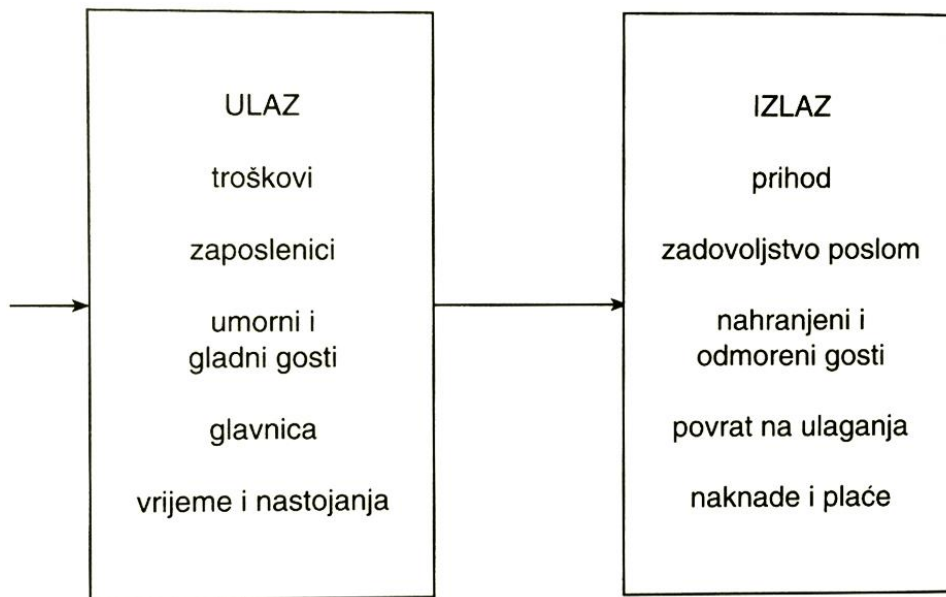 ULAZ
troškovi
zaposlenici
umorni i
gladni gosti
glavnica
vrijeme i nastojanja
IZLAZ
prihod
zadovoljstvo poslom
nahranjeni i
odmoreni gosti
povrat na ulaganja
naknade i plaće